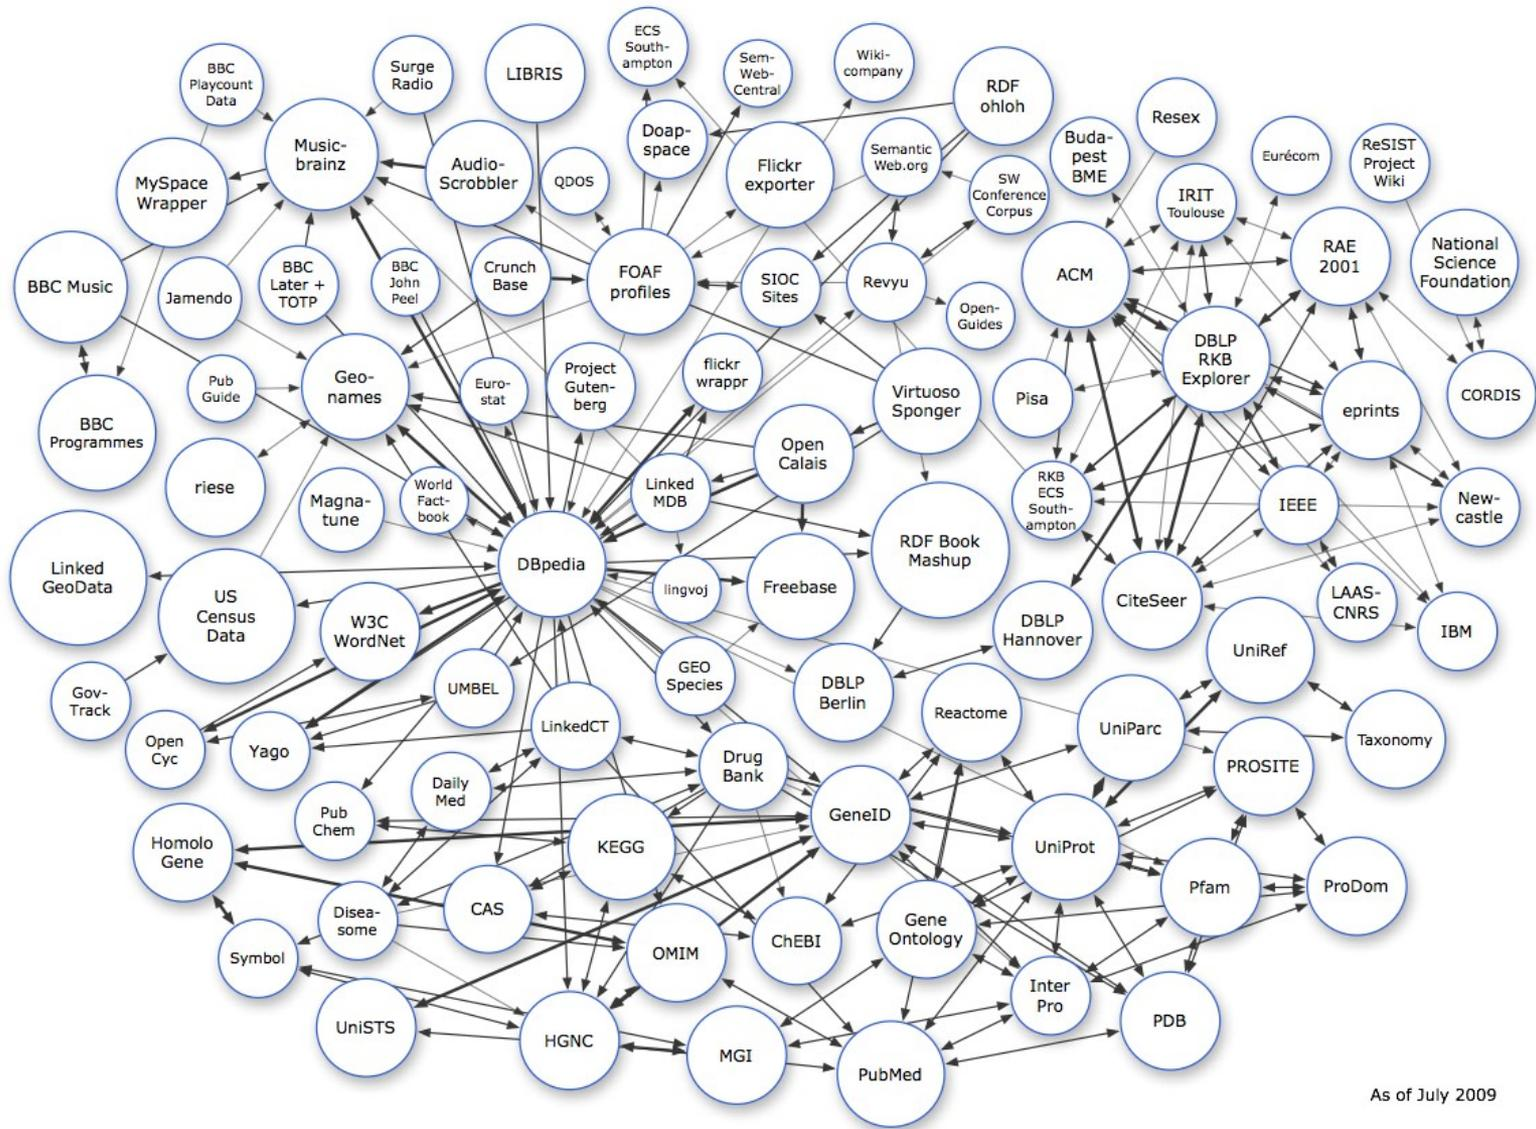 ECS
South-
ampton
Sem-
Web-
Central
Wiki-
company
BBC
Playcount
Data
Surge
Radio
LIBRIS
RDF
ohloh
Resex
Doap-
space
Music-
brainz
Audio-
Scrobbler
QDOS
Flickr
exporter
Semantic
Web.org
SW
Conference
Corpus
Buda-
pest
BME
Eurécom
ReSIST
Project
Wiki
MySpace
Wrapper
IRIT
Toulouse
RAE
2001
National
Science
Foundation
BBC Music
Jamendo
BBC
Later +
TOTP
BBC
John
Peel
Crunch
Base
FOAF
profiles
SIOC
Sites
Revyu
Open-
Guides
ACM
DBLP
RKB
Explorer
Pub
Guide
Geo-
names
Euro-
stat
Project
Guten-
berg
flickr
wrappr
Virtuoso
Sponger
Pisa
eprints
CORDIS
BBC
Programmes
riese
Magna-
tune
World
Fact-
book
Linked
MDB
Open
Calais
RKB
ECS
South-
ampton
IEEE
New-
castle
Linked
GeoData
US
Census
Data
W3C
WordNet
DBpedia
lingvoj
Freebase
RDF Book
Mashup
DBLP
Hannover
CiteSeer
LAAS-
CNRS
IBM
UniRef
Gov-
Track
Open
Cyc
Yago
UMBEL
LinkedCT
GEO
Species
DBLP
Berlin
Reactome
UniParc
Taxonomy
PROSITE
Homolo
Gene
Pub
Chem
Daily
Med
Drug
Bank
KEGG
GeneID
UniProt
Pfam
ProDom
Symbol
Disea-
some
CAS
OMIM
ChEBI
Gene
Ontology
Inter
Pro
PDB
UniSTS
HGNC
MGI
PubMed
As of July 2009